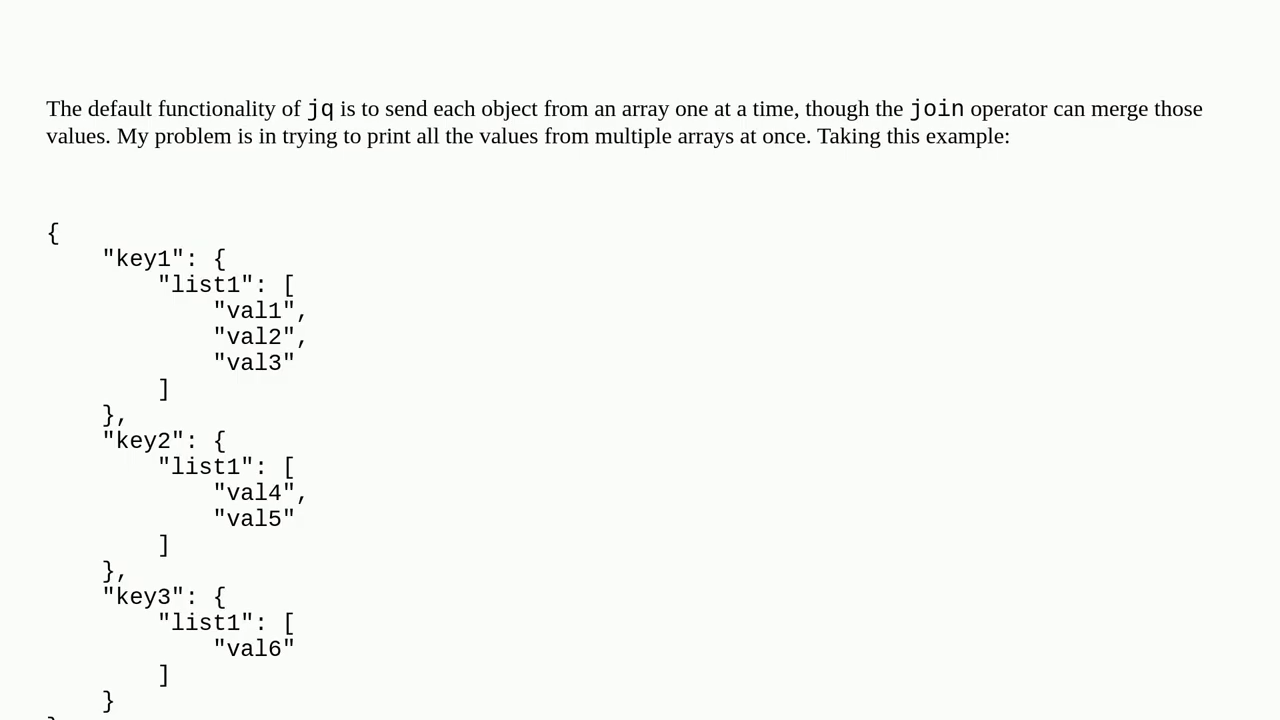 The default functionality of jq is to send each object from an array one at a time, though the join operator can merge those
values. My problem is in trying to print all the values from multiple arrays at once. Taking this example:
{
    "key1": {
        "list1": [
            "val1",
            "val2",
            "val3"
        ]
    },
    "key2": {
        "list1": [
            "val4",
            "val5"
        ]
    },
    "key3": {
        "list1": [
            "val6"
        ]
    }
}